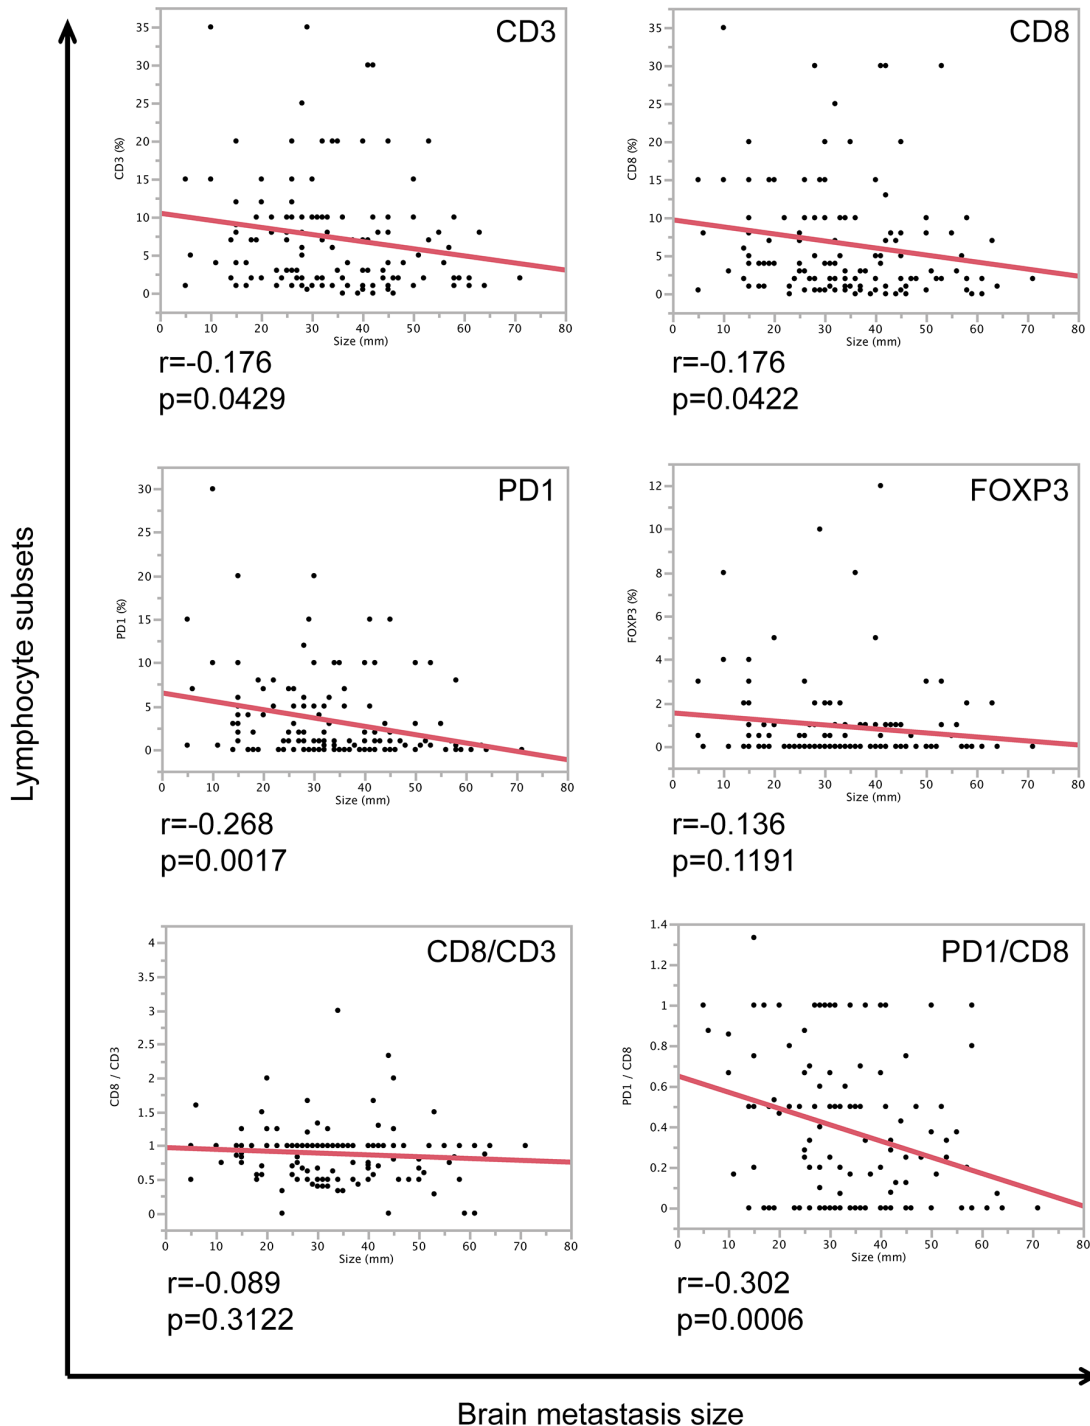 CD3
CD3 (%)
35
30
25
20
15
10
5
0
0 10 20 30 40 50 60 70 80
Size (mm)
r=-0.176
p=0.0429
CD8
CD8 (%)
35
30
25
20
15
10
5
0
0 10 20 30 40 50 60 70 80
Size (mm)
r=-0.176
p=0.0422
Lymphocyte subsets
PD1
PD1 (%)
30
25
20
15
10
5
0
0 10 20 30 40 50 60 70 80
Size (mm)
r=-0.268
p=0.0017
FOXP3
FOXP3 (%)
12
10
8
6
4
2
0
0 10 20 30 40 50 60 70 80
Size (mm)
r=-0.136
p=0.1191
CD8/CD3
CD8 / CD3
4
3.5
3
2.5
2
1.5
1
0.5
0
0 10 20 30 40 50 60 70 80
Size (mm)
r=-0.089
p=0.3122
PD1/CD8
PD1 / CD8
1.4
1.2
1
0.8
0.6
0.4
0.2
0
0 10 20 30 40 50 60 70 80
Size (mm)
r=-0.302
p=0.0006
Brain metastasis size